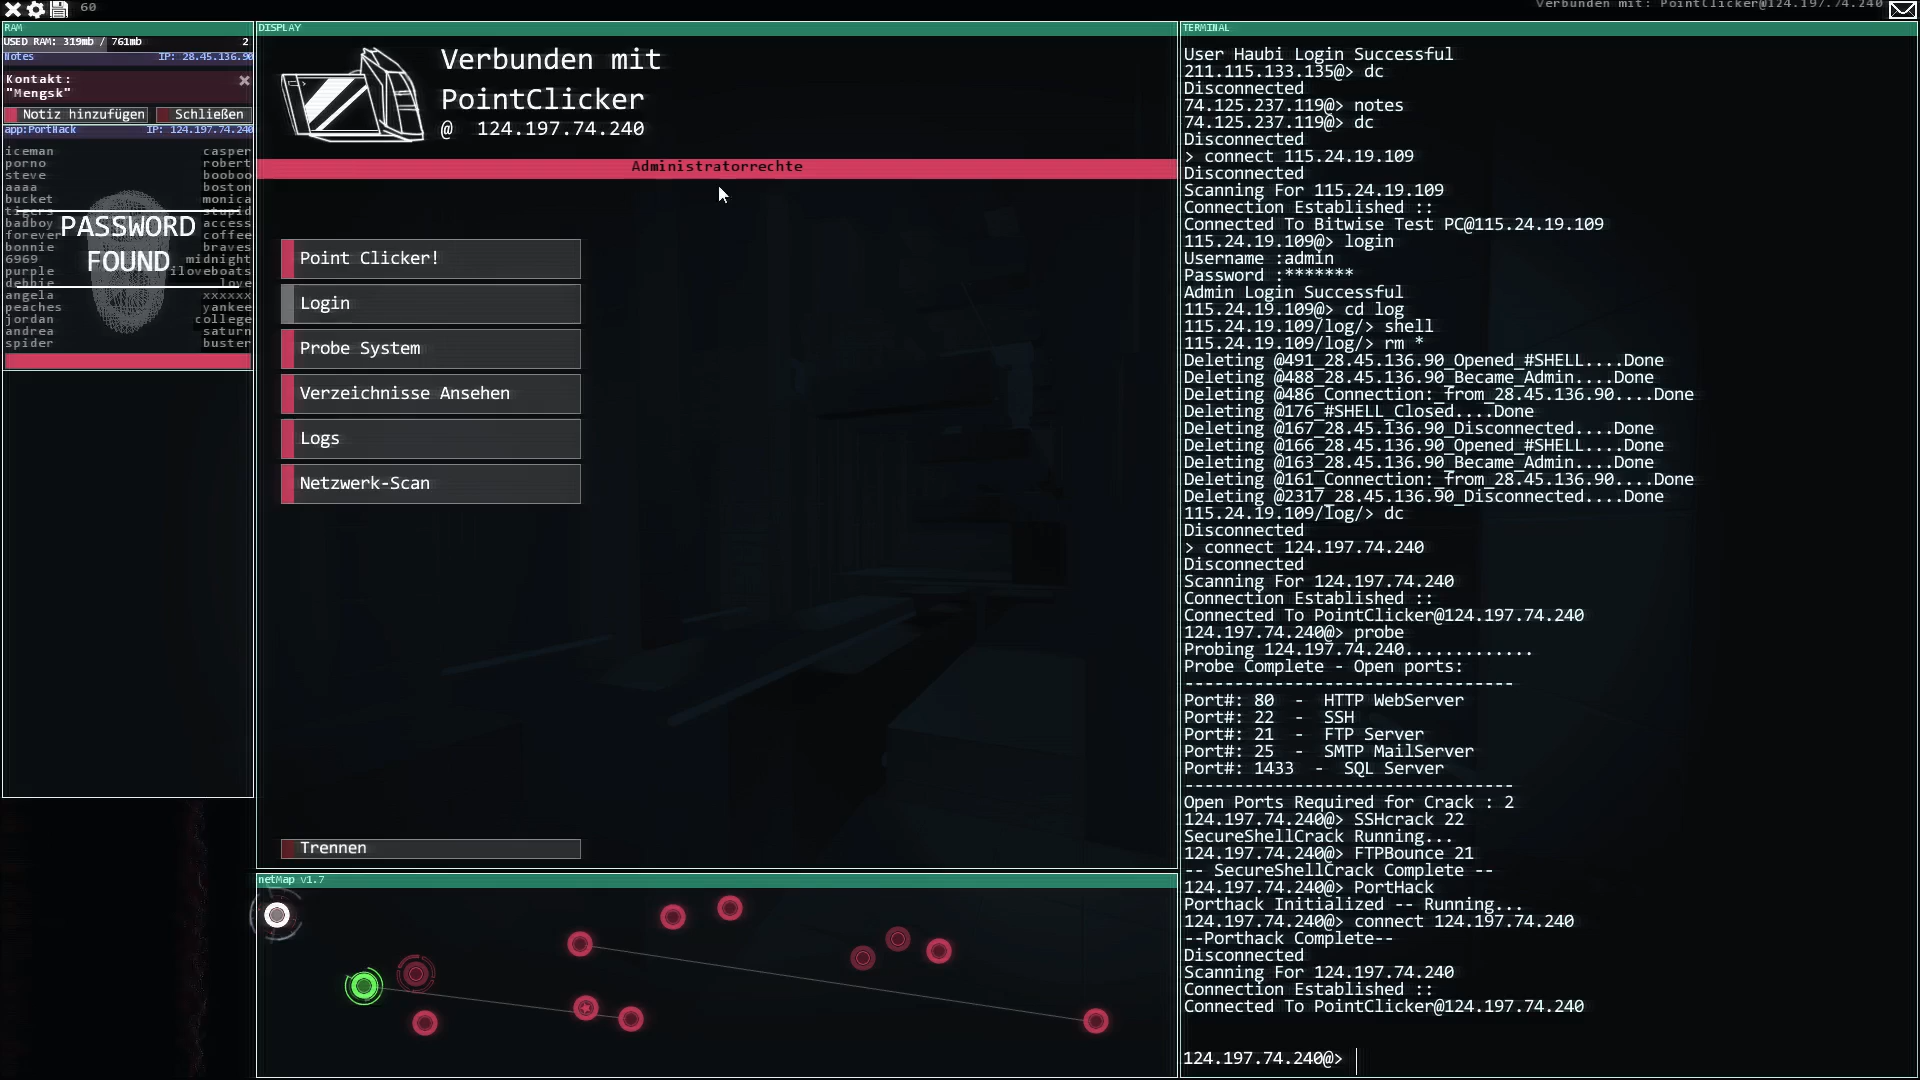 60
Verbunden mit: PointClicker@124.197.74.240
RAM
USED RAM: 319mb / 761mb
2
Notes
IP: 28.45.136.90
Kontakt:
"Mengsk"
Notiz hinzufügen
Schließen
app:PortHack
IP: 124.197.74.240
iceman casper
porno robert
steve booboo
aaaa boston
bucket monica
tigers stupid
badboy access
forever coffee
bonnie braves
6969 midnight
purple iloveboats
debbie love
angela xxxxxx
peaches yankee
jordan college
andrea saturn
spider buster
PASSWORD
FOUND
DISPLAY
Verbunden mit
PointClicker
@ 124.197.74.240
Administratorrechte
Point Clicker!
Login
Probe System
Verzeichnisse Ansehen
Logs
Netzwerk-Scan
Trennen
netMap v1.7
TERMINAL
User Haubi Login Successful
211.115.133.135@> dc
Disconnected
74.125.237.119@> notes
74.125.237.119@> dc
Disconnected
> connect 115.24.19.109
Disconnected
Scanning For 115.24.19.109
Connection Established ::
Connected To Bitwise Test PC@115.24.19.109
115.24.19.109@> login
Username :admin
Password :*******
Admin Login Successful
115.24.19.109@> cd log
115.24.19.109/log/> shell
115.24.19.109/log/> rm *
Deleting @491_28.45.136.90_Opened_#SHELL....Done
Deleting @488_28.45.136.90_Became_Admin....Done
Deleting @486_Connection:_from_28.45.136.90....Done
Deleting @176_#SHELL_Closed....Done
Deleting @167_28.45.136.90_Disconnected....Done
Deleting @166_28.45.136.90_Opened_#SHELL....Done
Deleting @163_28.45.136.90_Became_Admin....Done
Deleting @161_Connection:_from_28.45.136.90....Done
Deleting @2317_28.45.136.90_Disconnected....Done
115.24.19.109/log/> dc
Disconnected
> connect 124.197.74.240
Disconnected
Scanning For 124.197.74.240
Connection Established ::
Connected To PointClicker@124.197.74.240
124.197.74.240@> probe
Probing 124.197.74.240.............
Probe Complete - Open ports:
---------------------------------
Port#: 80  -  HTTP WebServer
Port#: 22  -  SSH
Port#: 21  -  FTP Server
Port#: 25  -  SMTP MailServer
Port#: 1433  -  SQL Server
---------------------------------
Open Ports Required for Crack : 2
124.197.74.240@> SSHcrack 22
SecureShellCrack Running...
124.197.74.240@> FTPBounce 21
-- SecureShellCrack Complete --
124.197.74.240@> PortHack
Porthack Initialized -- Running...
124.197.74.240@> connect 124.197.74.240
--Porthack Complete--
Disconnected
Scanning For 124.197.74.240
Connection Established ::
Connected To PointClicker@124.197.74.240
124.197.74.240@>